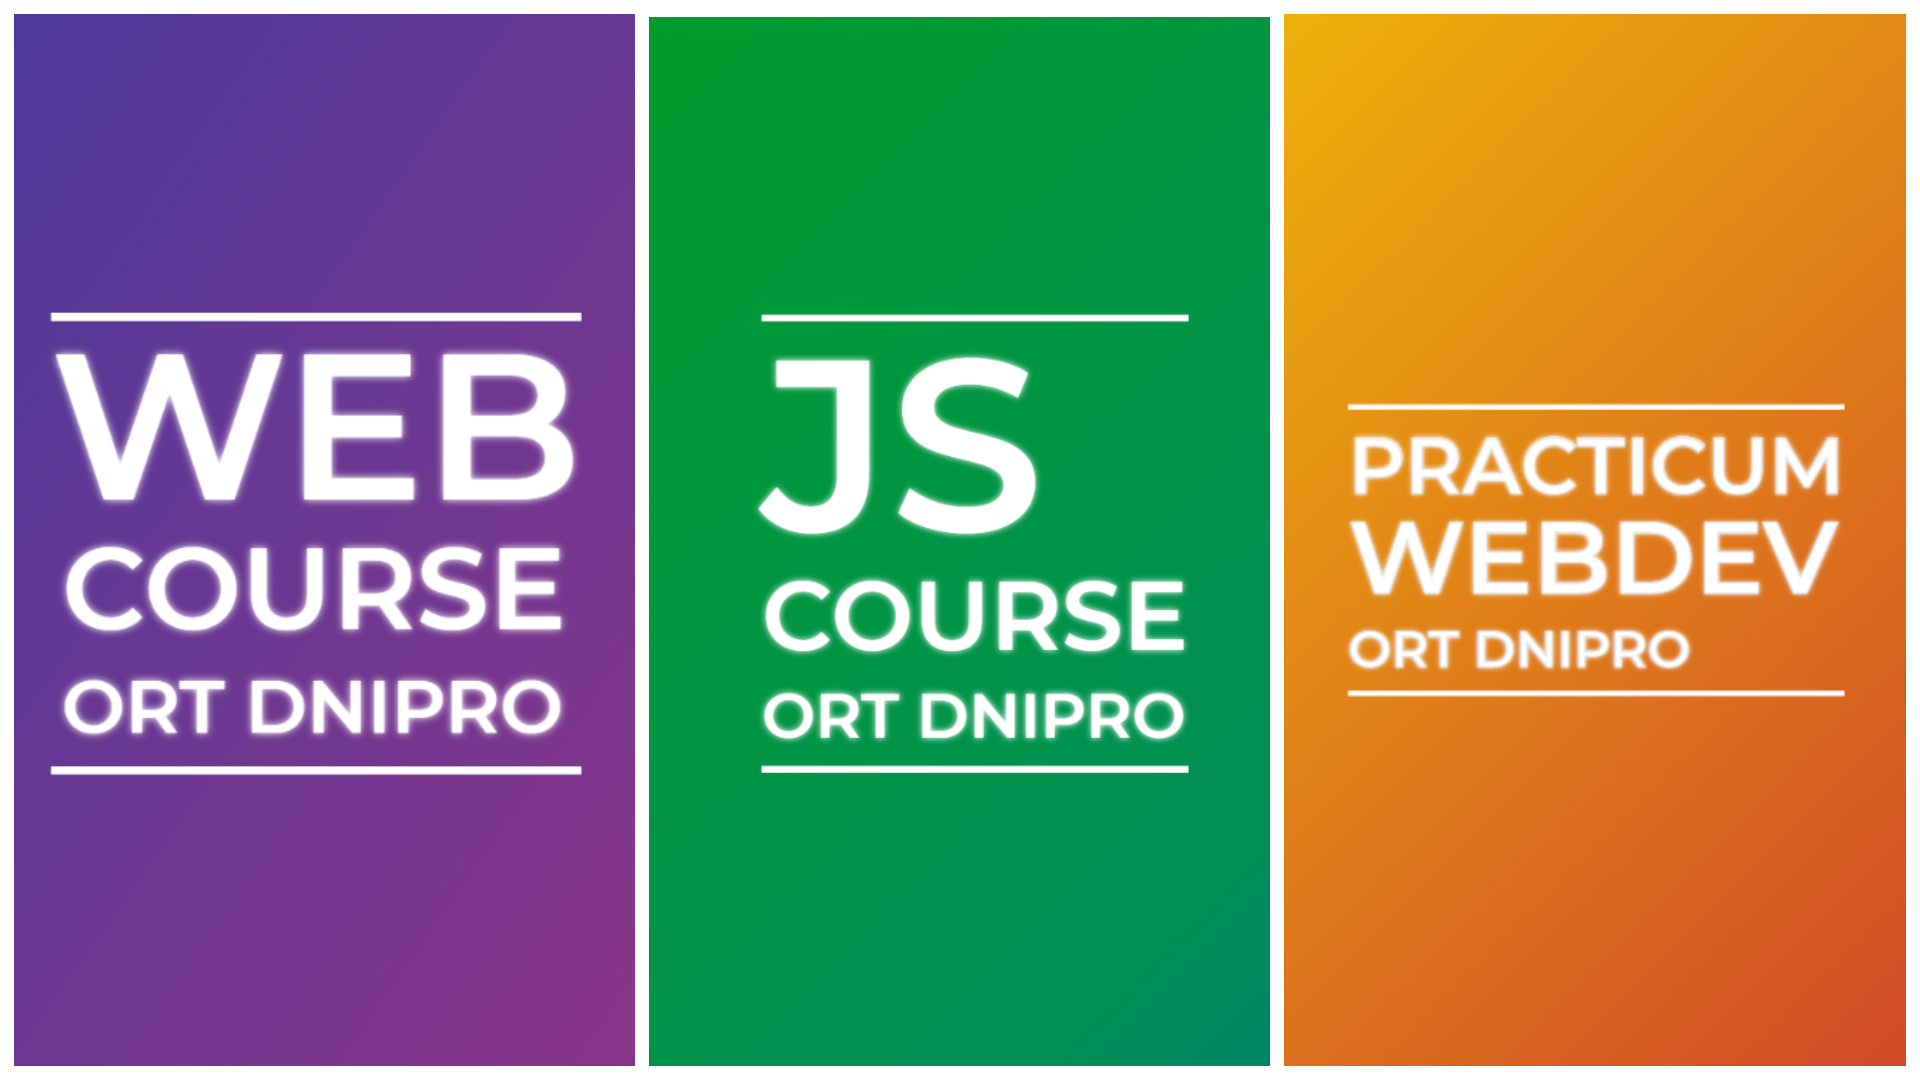 WEB
COURSE
ORT DNIPRO
JS
COURSE
ORT DNIPRO
PRACTICUM
WEBDEV
ORT DNIPRO